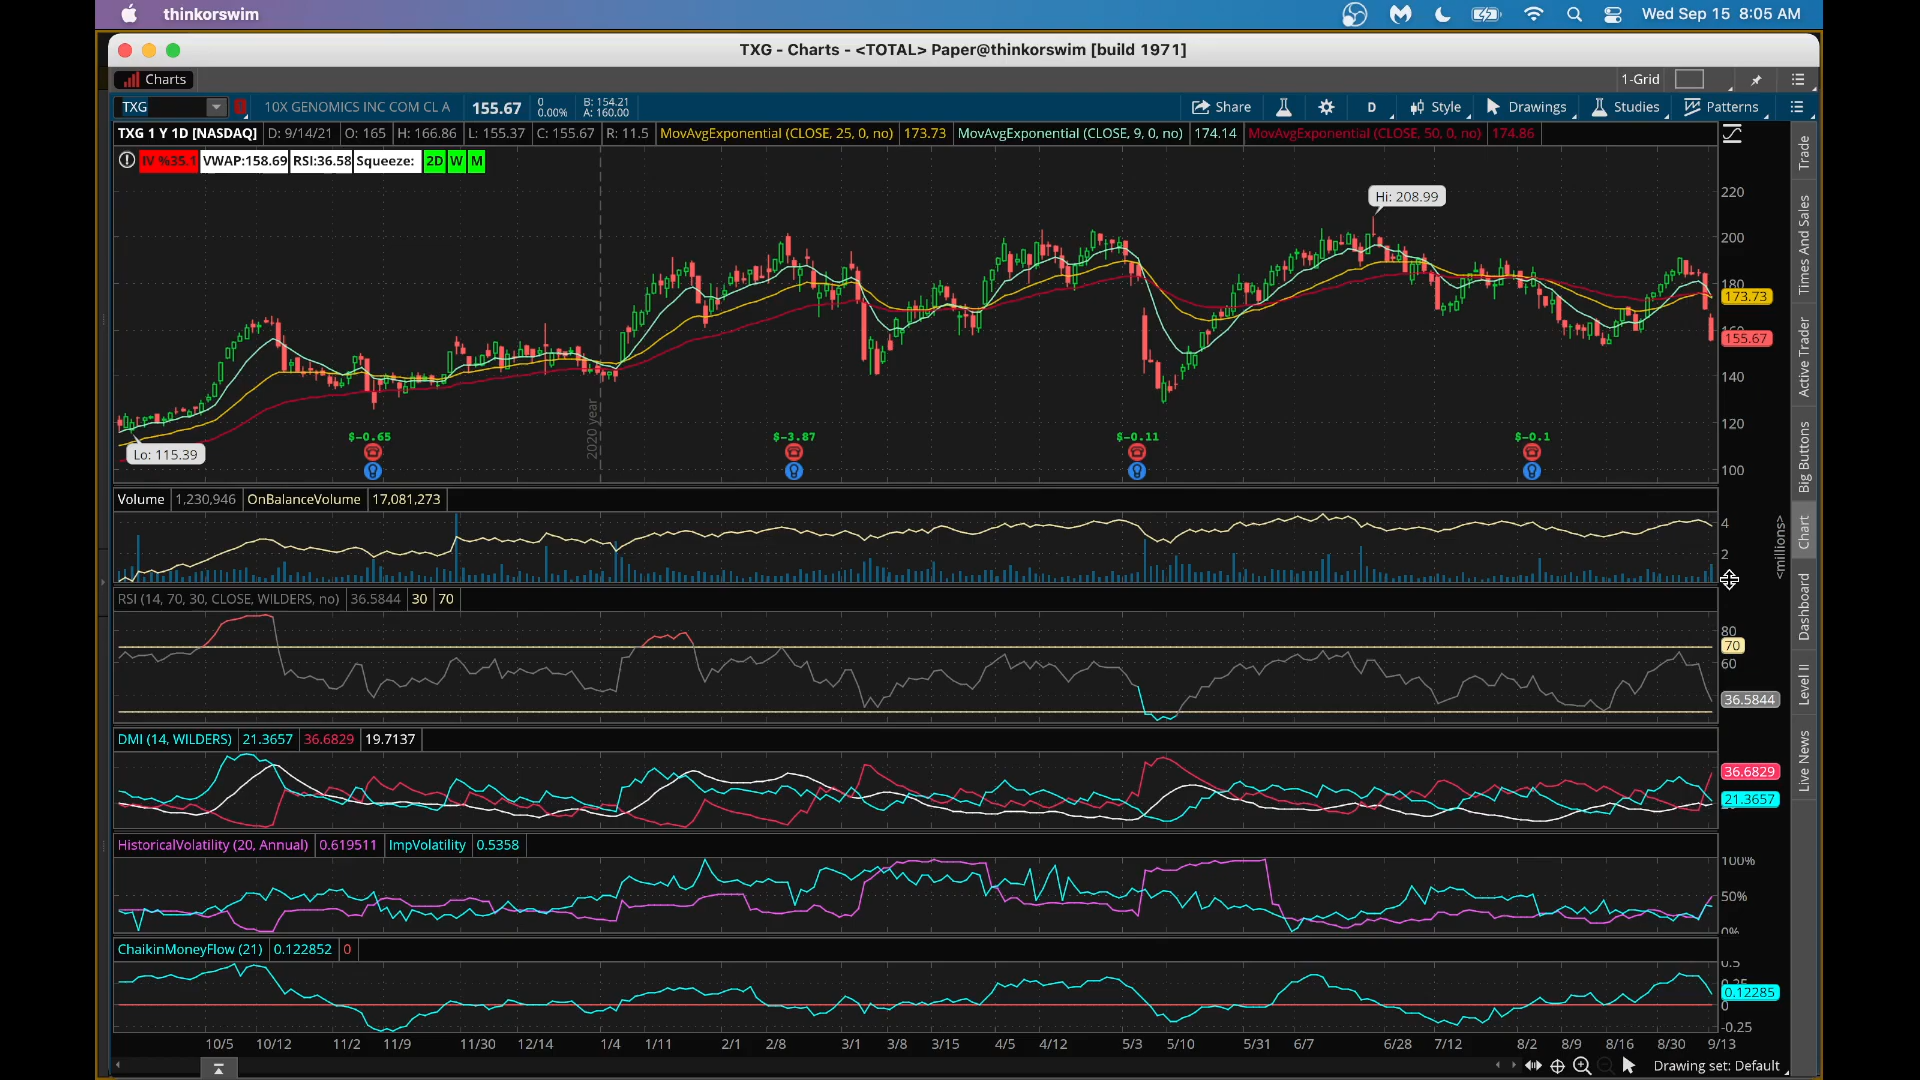 thinkorswim
Wed Sep 15 8:05 AM
TXG - Charts - <TOTAL> Paper@thinkorswim [build 1971]
Charts
1-Grid
TXG
10X GENOMICS INC COM CL A
155.67
0
0.00%
B: 154.21
A: 160.00
Share
D
Style
Drawings
Studies
Patterns
TXG 1 Y 1D [NASDAQ] D: 9/14/21 O: 165 H: 166.86 L: 155.37 C: 155.67 R: 11.5 MovAvgExponential (CLOSE, 25, 0, no) 173.73 MovAvgExponential (CLOSE, 9, 0, no) 174.14 MovAvgExponential (CLOSE, 50, 0, no) 174.86
IV %35.1 VWAP:158.69 RSI:36.58 Squeeze: 2D W M
Hi: 208.99
Lo: 115.39
2020 year
$-0.65
$-3.87
$-0.11
$-0.1
220
200
180
173.73
155.67
140
120
100
Volume 1,230,946 OnBalanceVolume 17,081,273
4
2
<millions>
RSI (14, 70, 30, CLOSE, WILDERS, no) 36.5844 30 70
80
70
60
36.5844
DMI (14, WILDERS) 21.3657 36.6829 19.7137
36.6829
21.3657
HistoricalVolatility (20, Annual) 0.619511 ImpVolatility 0.5358
100%
50%
0%
ChaikinMoneyFlow (21) 0.122852 0
0.5
0.12285
0
-0.25
10/5 10/12 11/2 11/9 11/30 12/14 1/4 1/11 2/1 2/8 3/1 3/8 3/15 4/5 4/12 5/3 5/10 5/31 6/7 6/28 7/12 8/2 8/9 8/16 8/30 9/13
Drawing set: Default
Trade
Times And Sales
Active Trader
Big Buttons
Chart
Dashboard
Level II
Live News